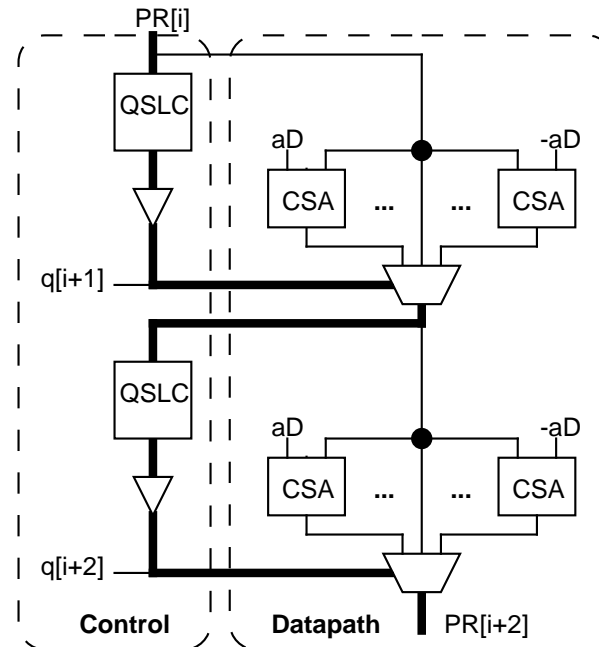 PR[i]
QSLC
aD
-aD
CSA
...
...
CSA
q[i+1]
QSLC
aD
-aD
CSA
...
...
CSA
q[i+2]
Control
Datapath
PR[i+2]